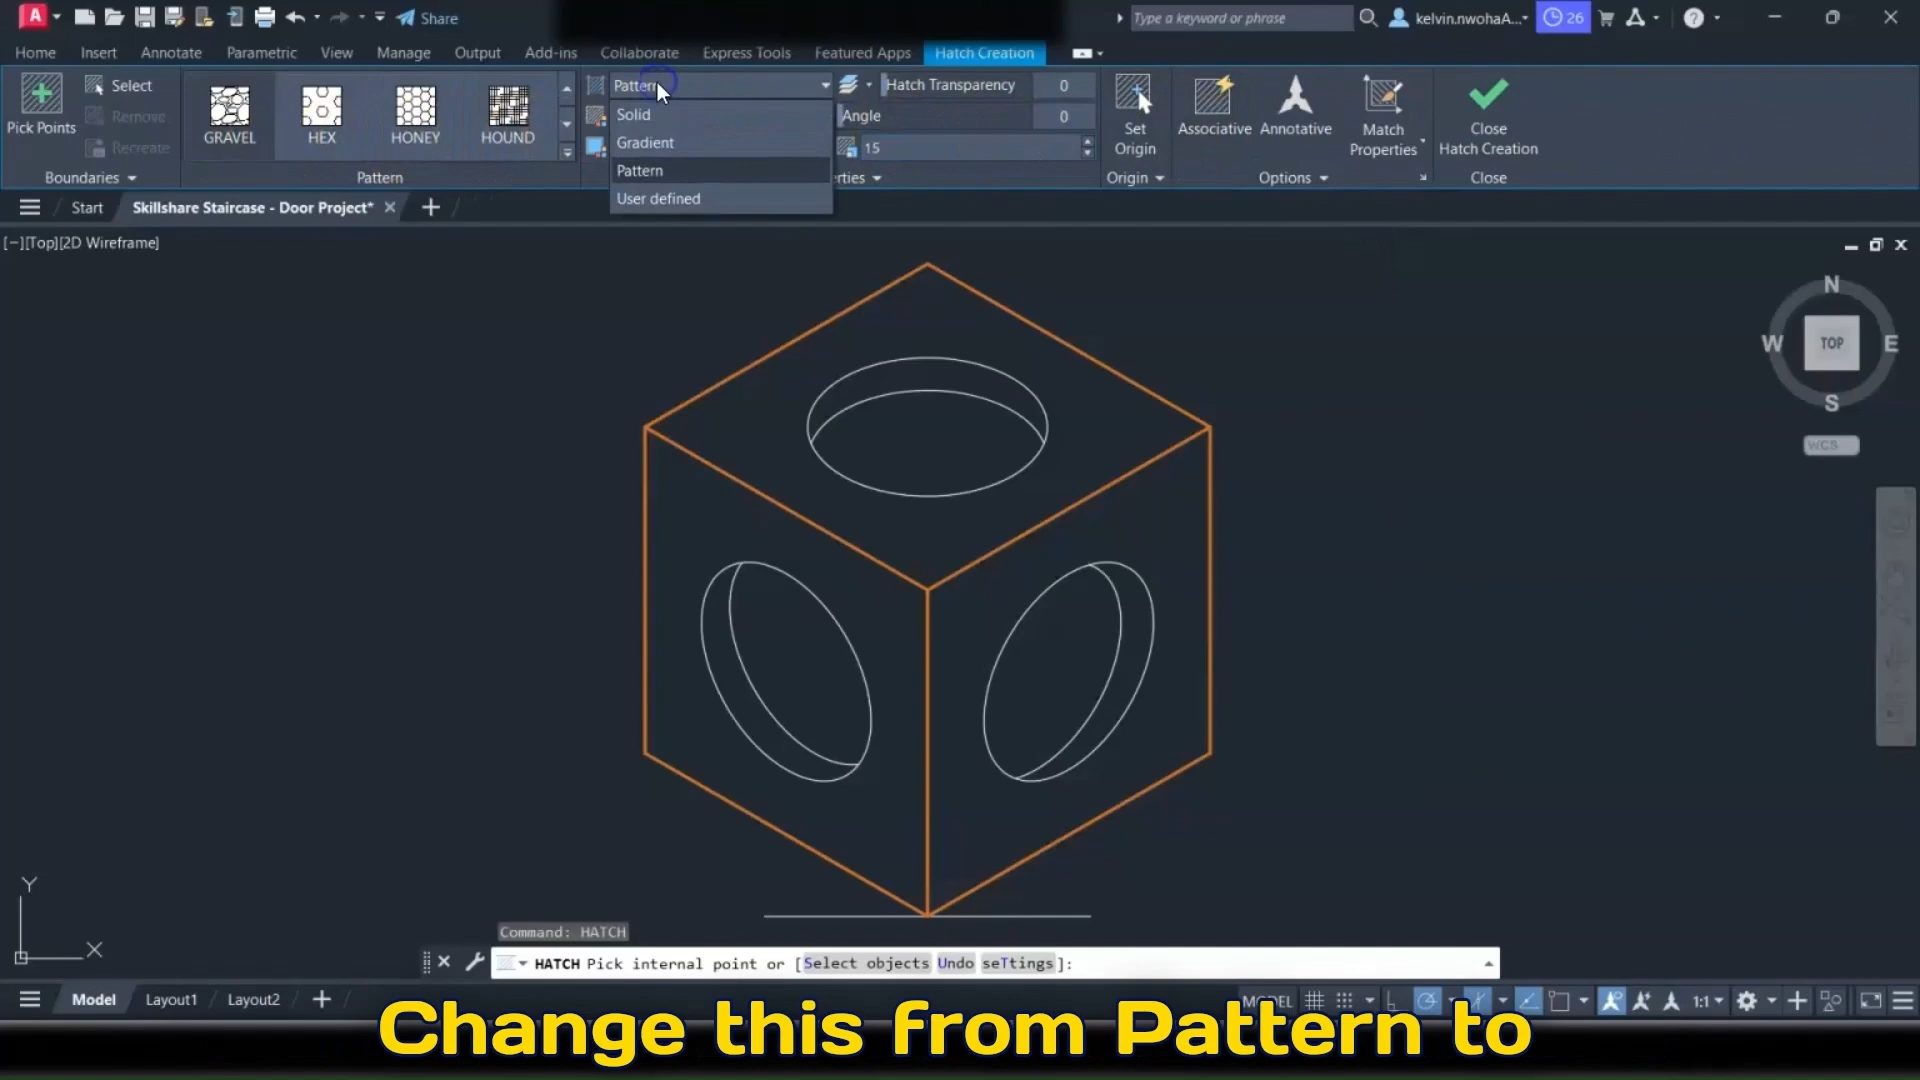 A
Share
Type a keyword or phrase
kelvin.nwohaA...
26
Home Insert Annotate Parametric View Manage Output Add-ins Collaborate Express Tools Featured Apps Hatch Creation
Pick Points
Select
Remove
Recreate
Boundaries
GRAVEL HEX HONEY HOUND
Pattern
Pattern
Solid
Gradient
Pattern
User defined
Hatch Transparency 0
Angle 0
15
rties
Set
Origin
Origin
Associative
Annotative
Match
Properties
Options
Close
Hatch Creation
Close
Start
Skillshare Staircase - Door Project*
[−][Top][2D Wireframe]
N
W TOP E
S
WCS
Y
X
Command: HATCH
HATCH Pick internal point or [Select objects Undo seTtings]:
Model Layout1 Layout2
MODEL 1:1
Change this from Pattern to